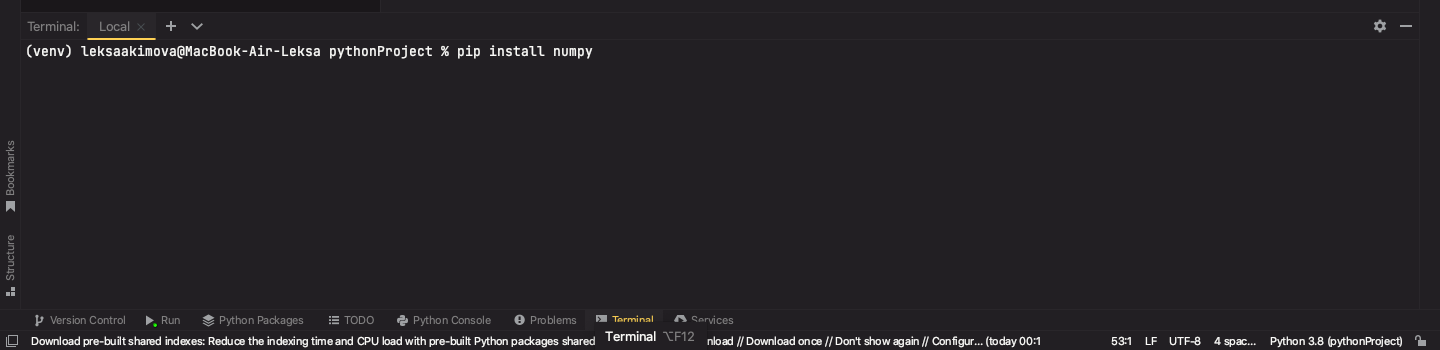 Terminal: Local
(venv) leksaakimova@MacBook-Air-Leksa pythonProject % pip install numpy
Bookmarks
Structure
Version Control Run Python Packages TODO Python Console Problems Terminal Services
Terminal ⌥F12
Download pre-built shared indexes: Reduce the indexing time and CPU load with pre-built Python packages shared nload // Download once // Don't show again // Configur... (today 00:1 53:1 LF UTF-8 4 spac... Python 3.8 (pythonProject)